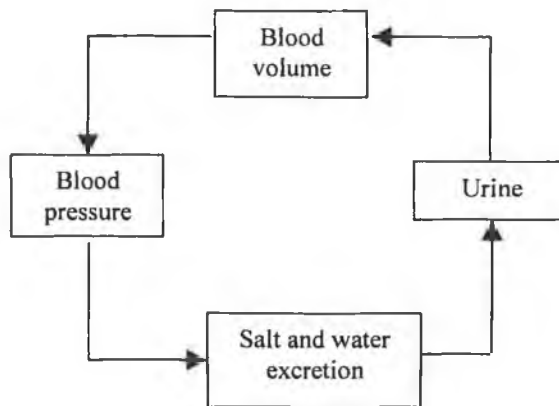 Blood
volume
Blood
pressure
Urine
Salt and water
excretion